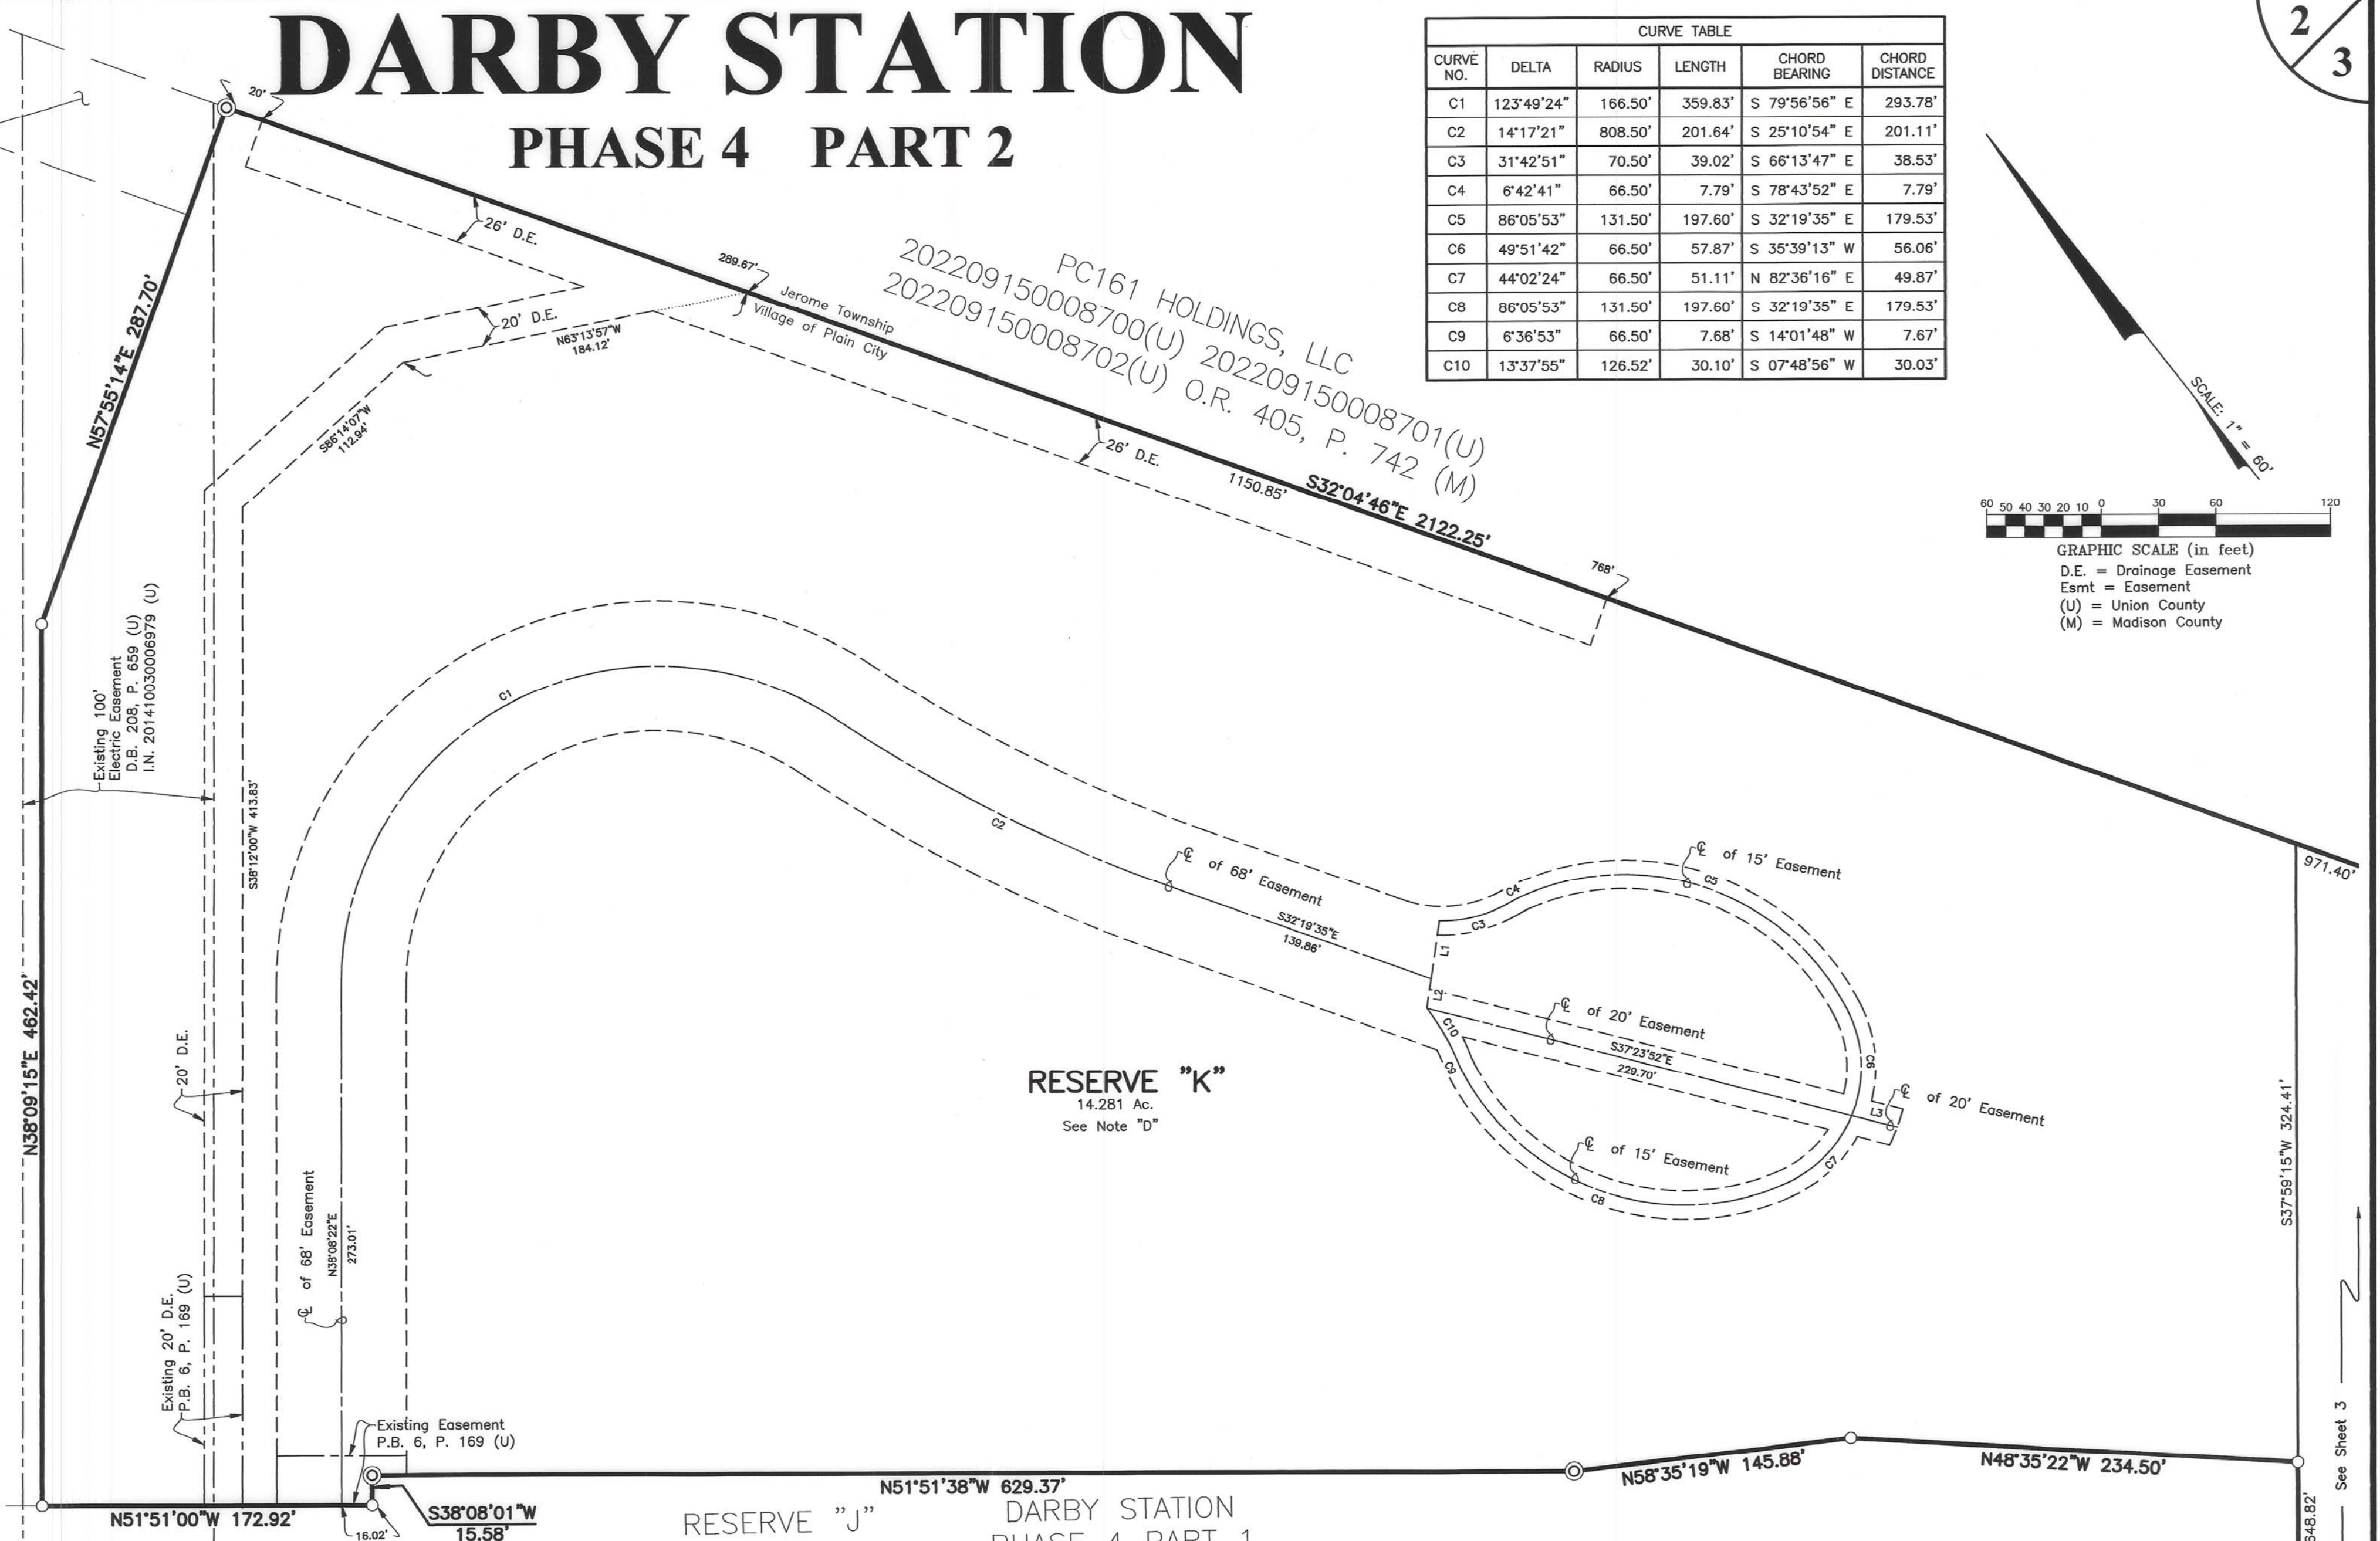 DARBY STATION
PHASE 4 PART 2
CURVE TABLE
CURVE NO. DELTA RADIUS LENGTH CHORD BEARING CHORD DISTANCE
C1 123°49'24" 166.50' 359.83' S 79°56'56" E 293.78'
C2 14°17'21" 808.50' 201.64' S 25°10'54" E 201.11'
C3 31°42'51" 70.50' 39.02' S 66°13'47" E 38.53'
C4 6°42'41" 66.50' 7.79' S 78°43'52" E 7.79'
C5 86°05'53" 131.50' 197.60' S 32°19'35" E 179.53'
C6 49°51'42" 66.50' 57.87' S 35°39'13" W 56.06'
C7 44°02'24" 66.50' 51.11' N 82°36'16" E 49.87'
C8 86°05'53" 131.50' 197.60' S 32°19'35" E 179.53'
C9 6°36'53" 66.50' 7.68' S 14°01'48" W 7.67'
C10 13°37'55" 126.52' 30.10' S 07°48'56" W 30.03'
2
3
SCALE: 1" = 60'
60 50 40 30 20 10 0 30 60 120
GRAPHIC SCALE (in feet)
D.E. = Drainage Easement
Esmt = Easement
(U) = Union County
(M) = Madison County
20'
26' D.E.
289.67'
Jerome Township
Village of Plain City
PC161 HOLDINGS, LLC
202209150008700(U) 202209150008701(U)
202209150008702(U) O.R. 405, P. 742 (M)
20' D.E.
N63°13'57"W
184.12'
S86°14'07"W
112.94'
26' D.E.
1150.85'
S32°04'46"E 2122.25'
768'
971.40'
N57°55'14"E 287.70'
Existing 100'
Electric Easement
D.B. 208, P. 659 (U)
I.N. 201410030006979 (U)
S38°12'00"W 413.83'
N38°09'15"E 462.42'
20' D.E.
Existing 20' D.E.
P.B. 6, P. 169 (U)
℄ of 68' Easement
N38°08'22"E
273.01'
C1
C2
℄ of 68' Easement
S32°19'35"E
139.86'
L1
L2
C3
C4
℄ of 15' Easement
C5
C6
℄ of 20' Easement
S37°23'52"E
229.70'
L3
℄ of 20' Easement
C10
C9
C7
℄ of 15' Easement
C8
RESERVE "K"
14.281 Ac.
See Note "D"
S37°59'15"W 324.41'
See Sheet 3
648.82'
Existing Easement
P.B. 6, P. 169 (U)
N51°51'00"W 172.92'
16.02'
S38°08'01"W
15.58'
N51°51'38"W 629.37'
N58°35'19"W 145.88'
N48°35'22"W 234.50'
RESERVE "J"
DARBY STATION
PHASE 4 PART 1